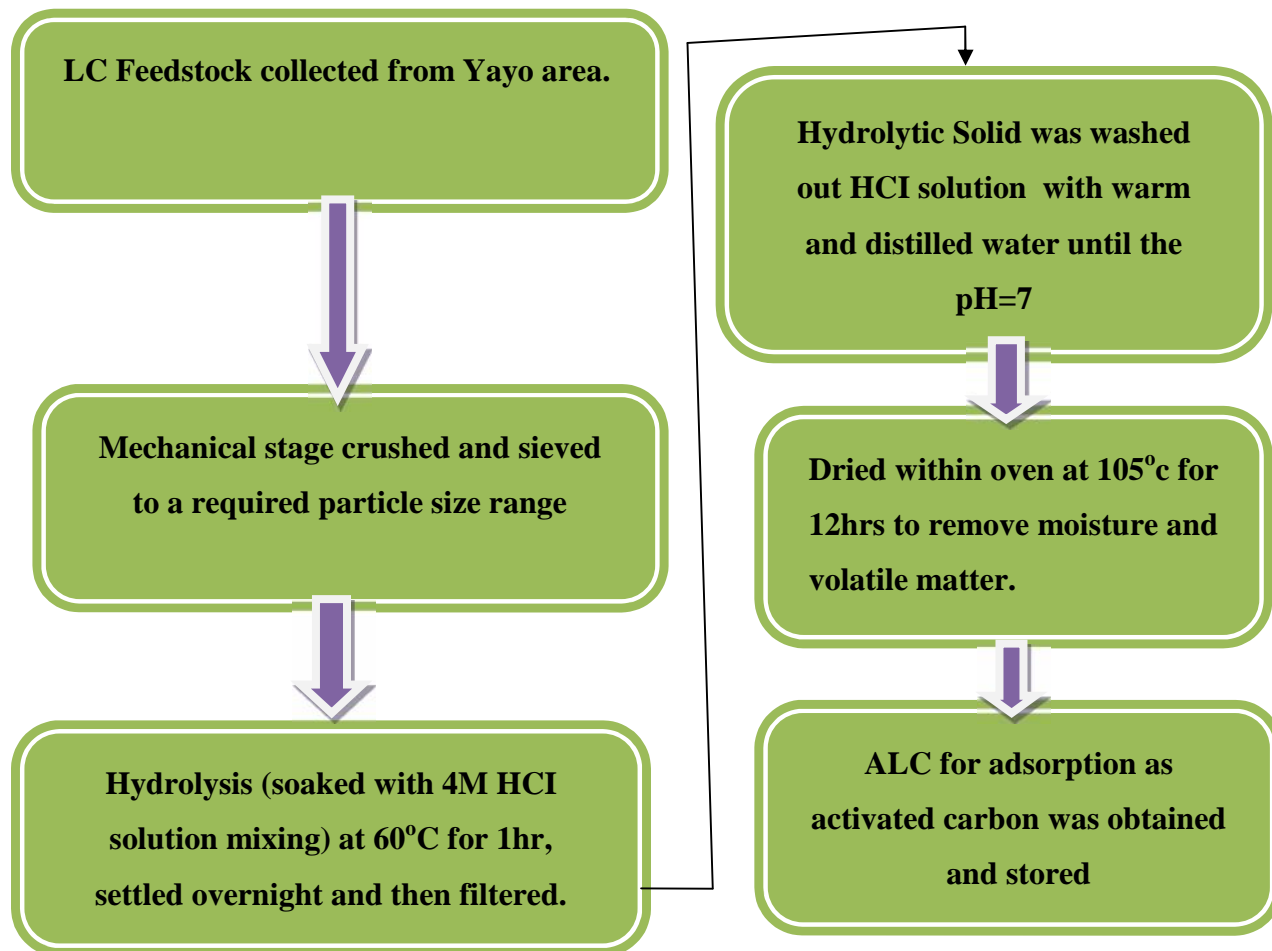 LC Feedstock collected from Yayo area.
Mechanical stage crushed and sieved
to a required particle size range
Hydrolysis (soaked with 4M HCI
solution mixing) at 60°C for 1hr,
settled overnight and then filtered.
Hydrolytic Solid was washed
out HCI solution with warm
and distilled water until the
pH=7
Dried within oven at 105°c for
12hrs to remove moisture and
volatile matter.
ALC for adsorption as
activated carbon was obtained
and stored